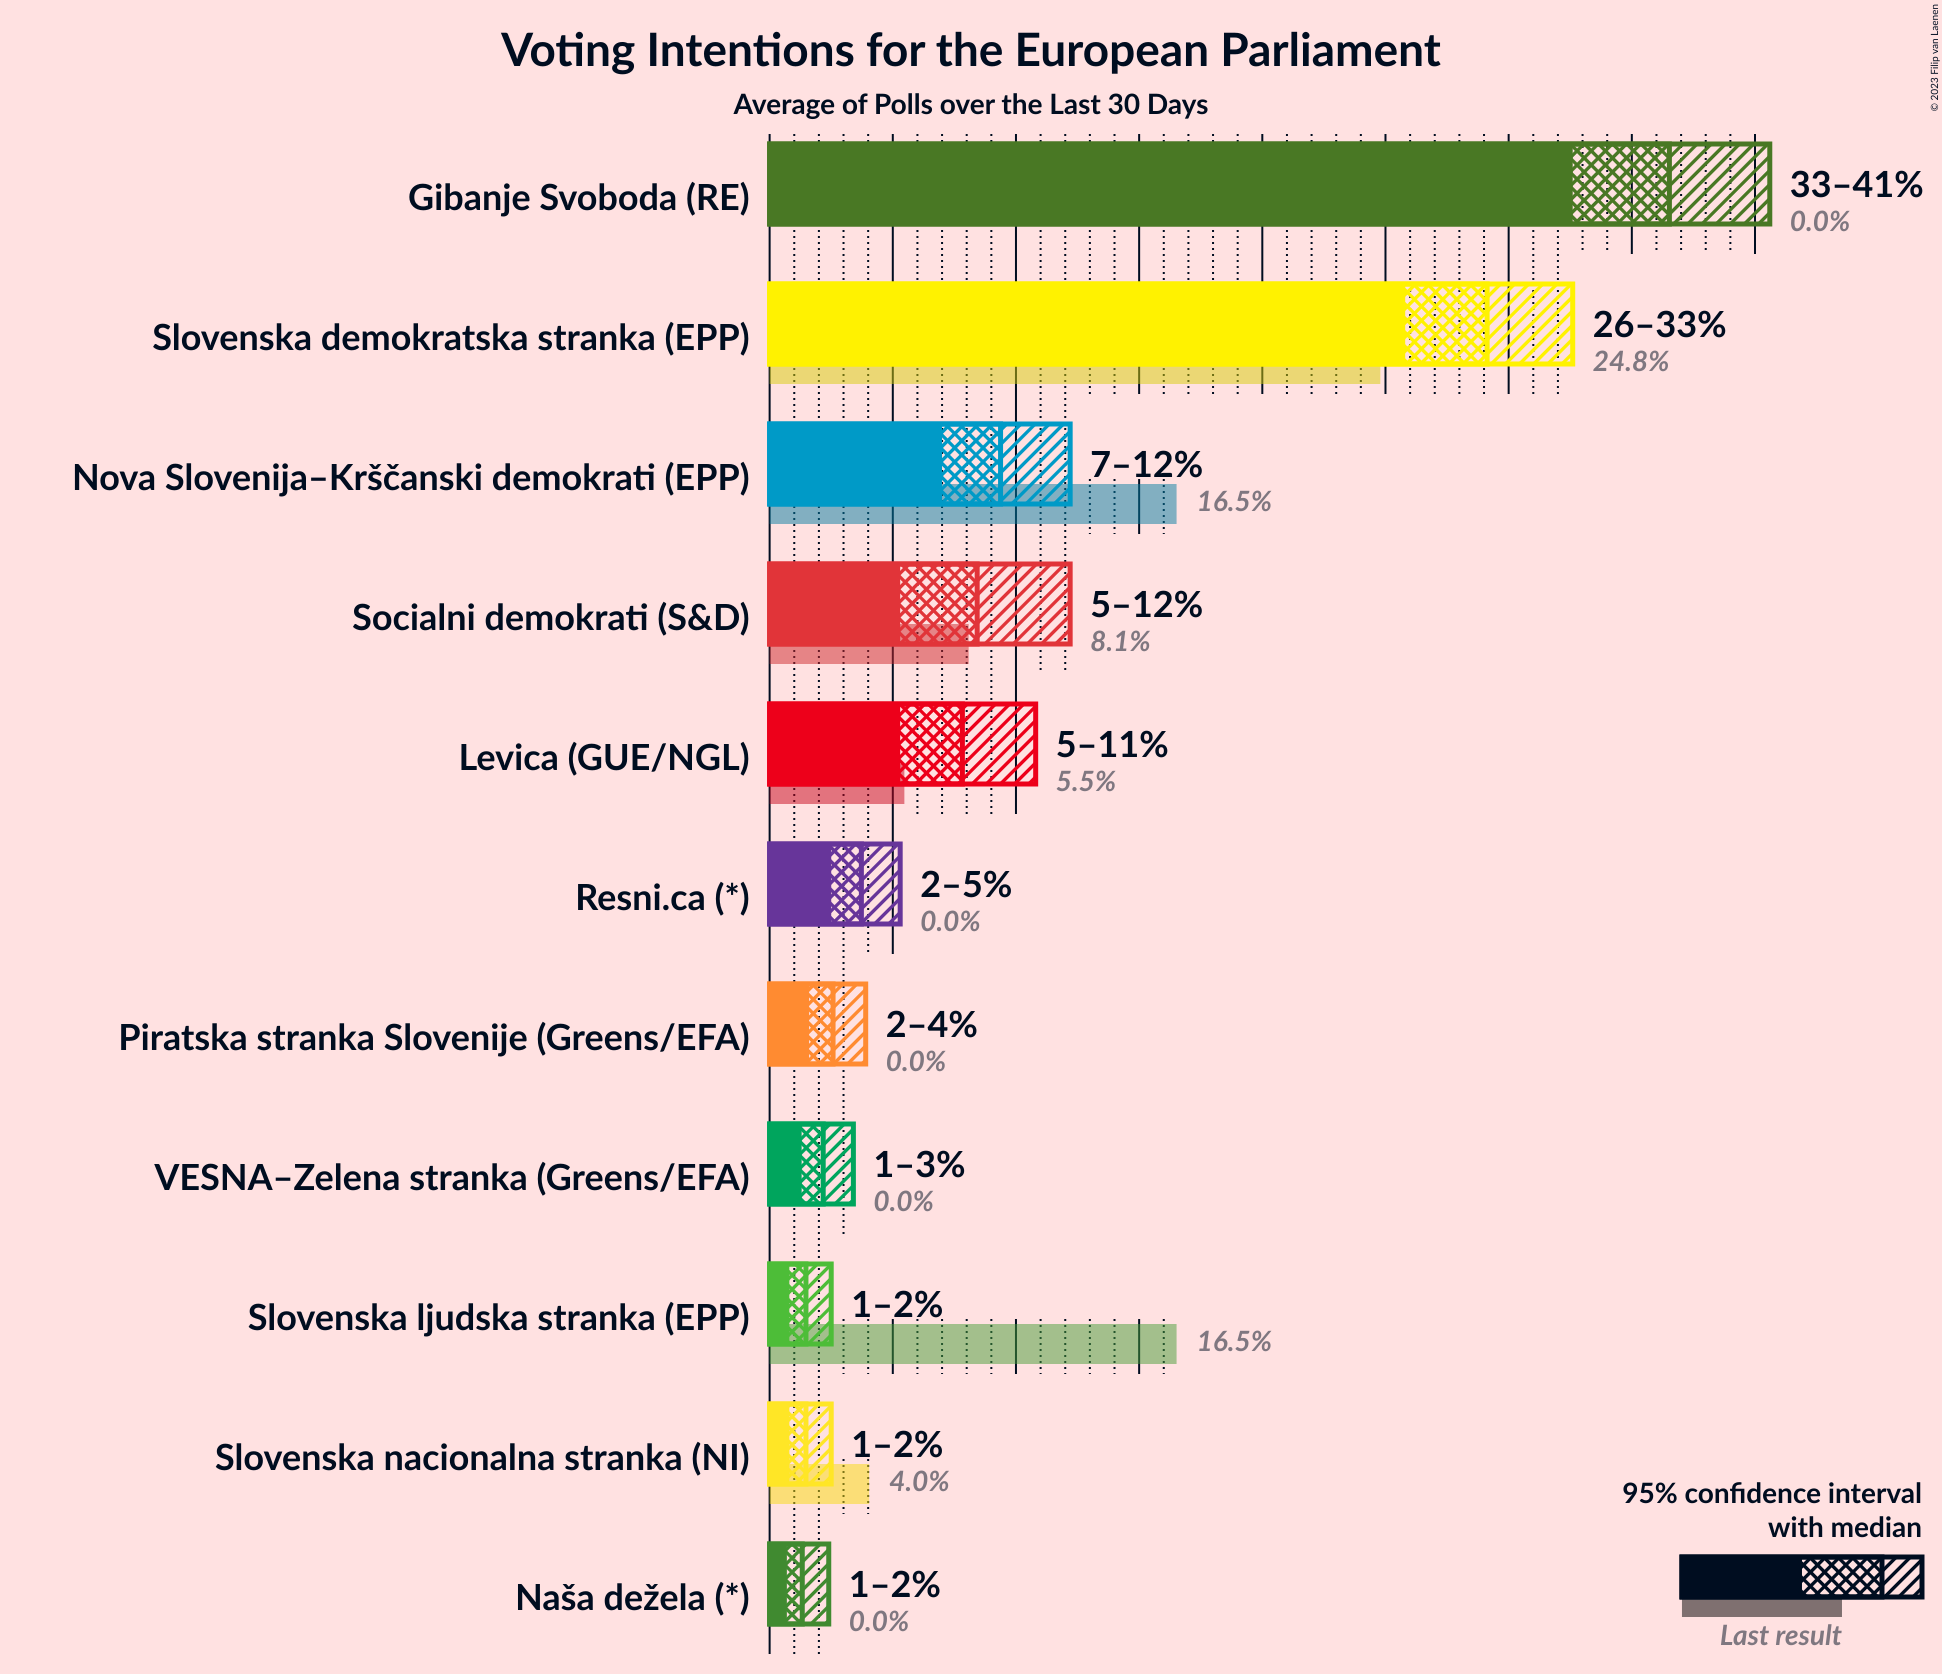 Voting Intentions for the European Parliament
Average of Polls over the Last 30 Days
© 2023 Filip van Laenen
Gibanje Svoboda (RE)
33–41%
0.0%
Slovenska demokratska stranka (EPP)
26–33%
24.8%
Nova Slovenija–Krščanski demokrati (EPP)
7–12%
16.5%
Socialni demokrati (S&D)
5–12%
8.1%
Levica (GUE/NGL)
5–11%
5.5%
Resni.ca (*)
2–5%
0.0%
Piratska stranka Slovenije (Greens/EFA)
2–4%
0.0%
VESNA–Zelena stranka (Greens/EFA)
1–3%
0.0%
Slovenska ljudska stranka (EPP)
1–2%
16.5%
Slovenska nacionalna stranka (NI)
1–2%
4.0%
Naša dežela (*)
1–2%
0.0%
95% confidence interval
with median
Last result